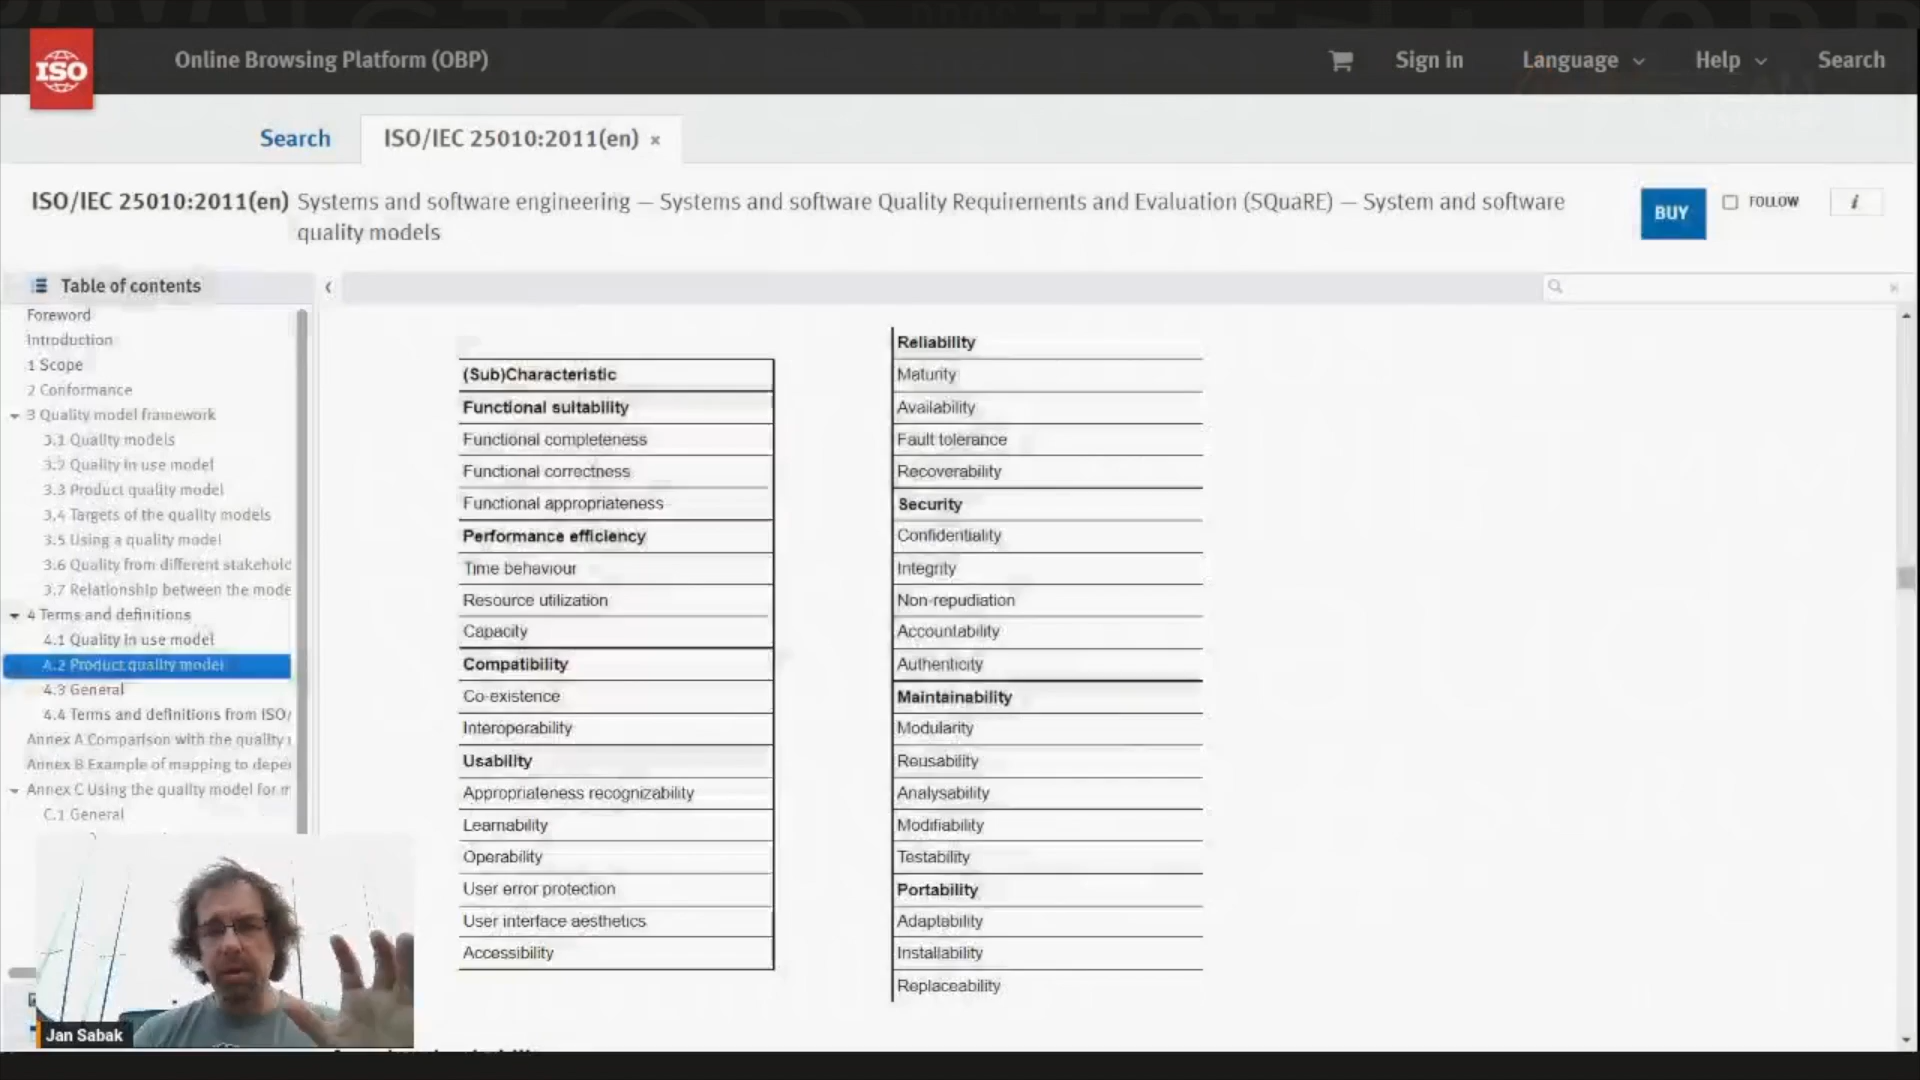 ISO
Online Browsing Platform (OBP)
Sign in
Language
Help
Search
Search
ISO/IEC 25010:2011(en) ×
ISO/IEC 25010:2011(en) Systems and software engineering — Systems and software Quality Requirements and Evaluation (SQuaRE) — System and software
quality models
BUY
FOLLOW
i
Table of contents
Foreword
Introduction
1 Scope
2 Conformance
3 Quality model framework
3.1 Quality models
3.2 Quality in use model
3.3 Product quality model
3.4 Targets of the quality models
3.5 Using a quality model
3.6 Quality from different stakehold
3.7 Relationship between the mode
4 Terms and definitions
4.1 Quality in use model
4.2 Product quality model
4.3 General
4.4 Terms and definitions from ISO/
Annex A Comparison with the quality
Annex B Example of mapping to depe
Annex C Using the quality model for m
C.1 General
(Sub)Characteristic
Functional suitability
Functional completeness
Functional correctness
Functional appropriateness
Performance efficiency
Time behaviour
Resource utilization
Capacity
Compatibility
Co-existence
Interoperability
Usability
Appropriateness recognizability
Learnability
Operability
User error protection
User interface aesthetics
Accessibility
Reliability
Maturity
Availability
Fault tolerance
Recoverability
Security
Confidentiality
Integrity
Non-repudiation
Accountability
Authenticity
Maintainability
Modularity
Reusability
Analysability
Modifiability
Testability
Portability
Adaptability
Installability
Replaceability
Jan Sabak